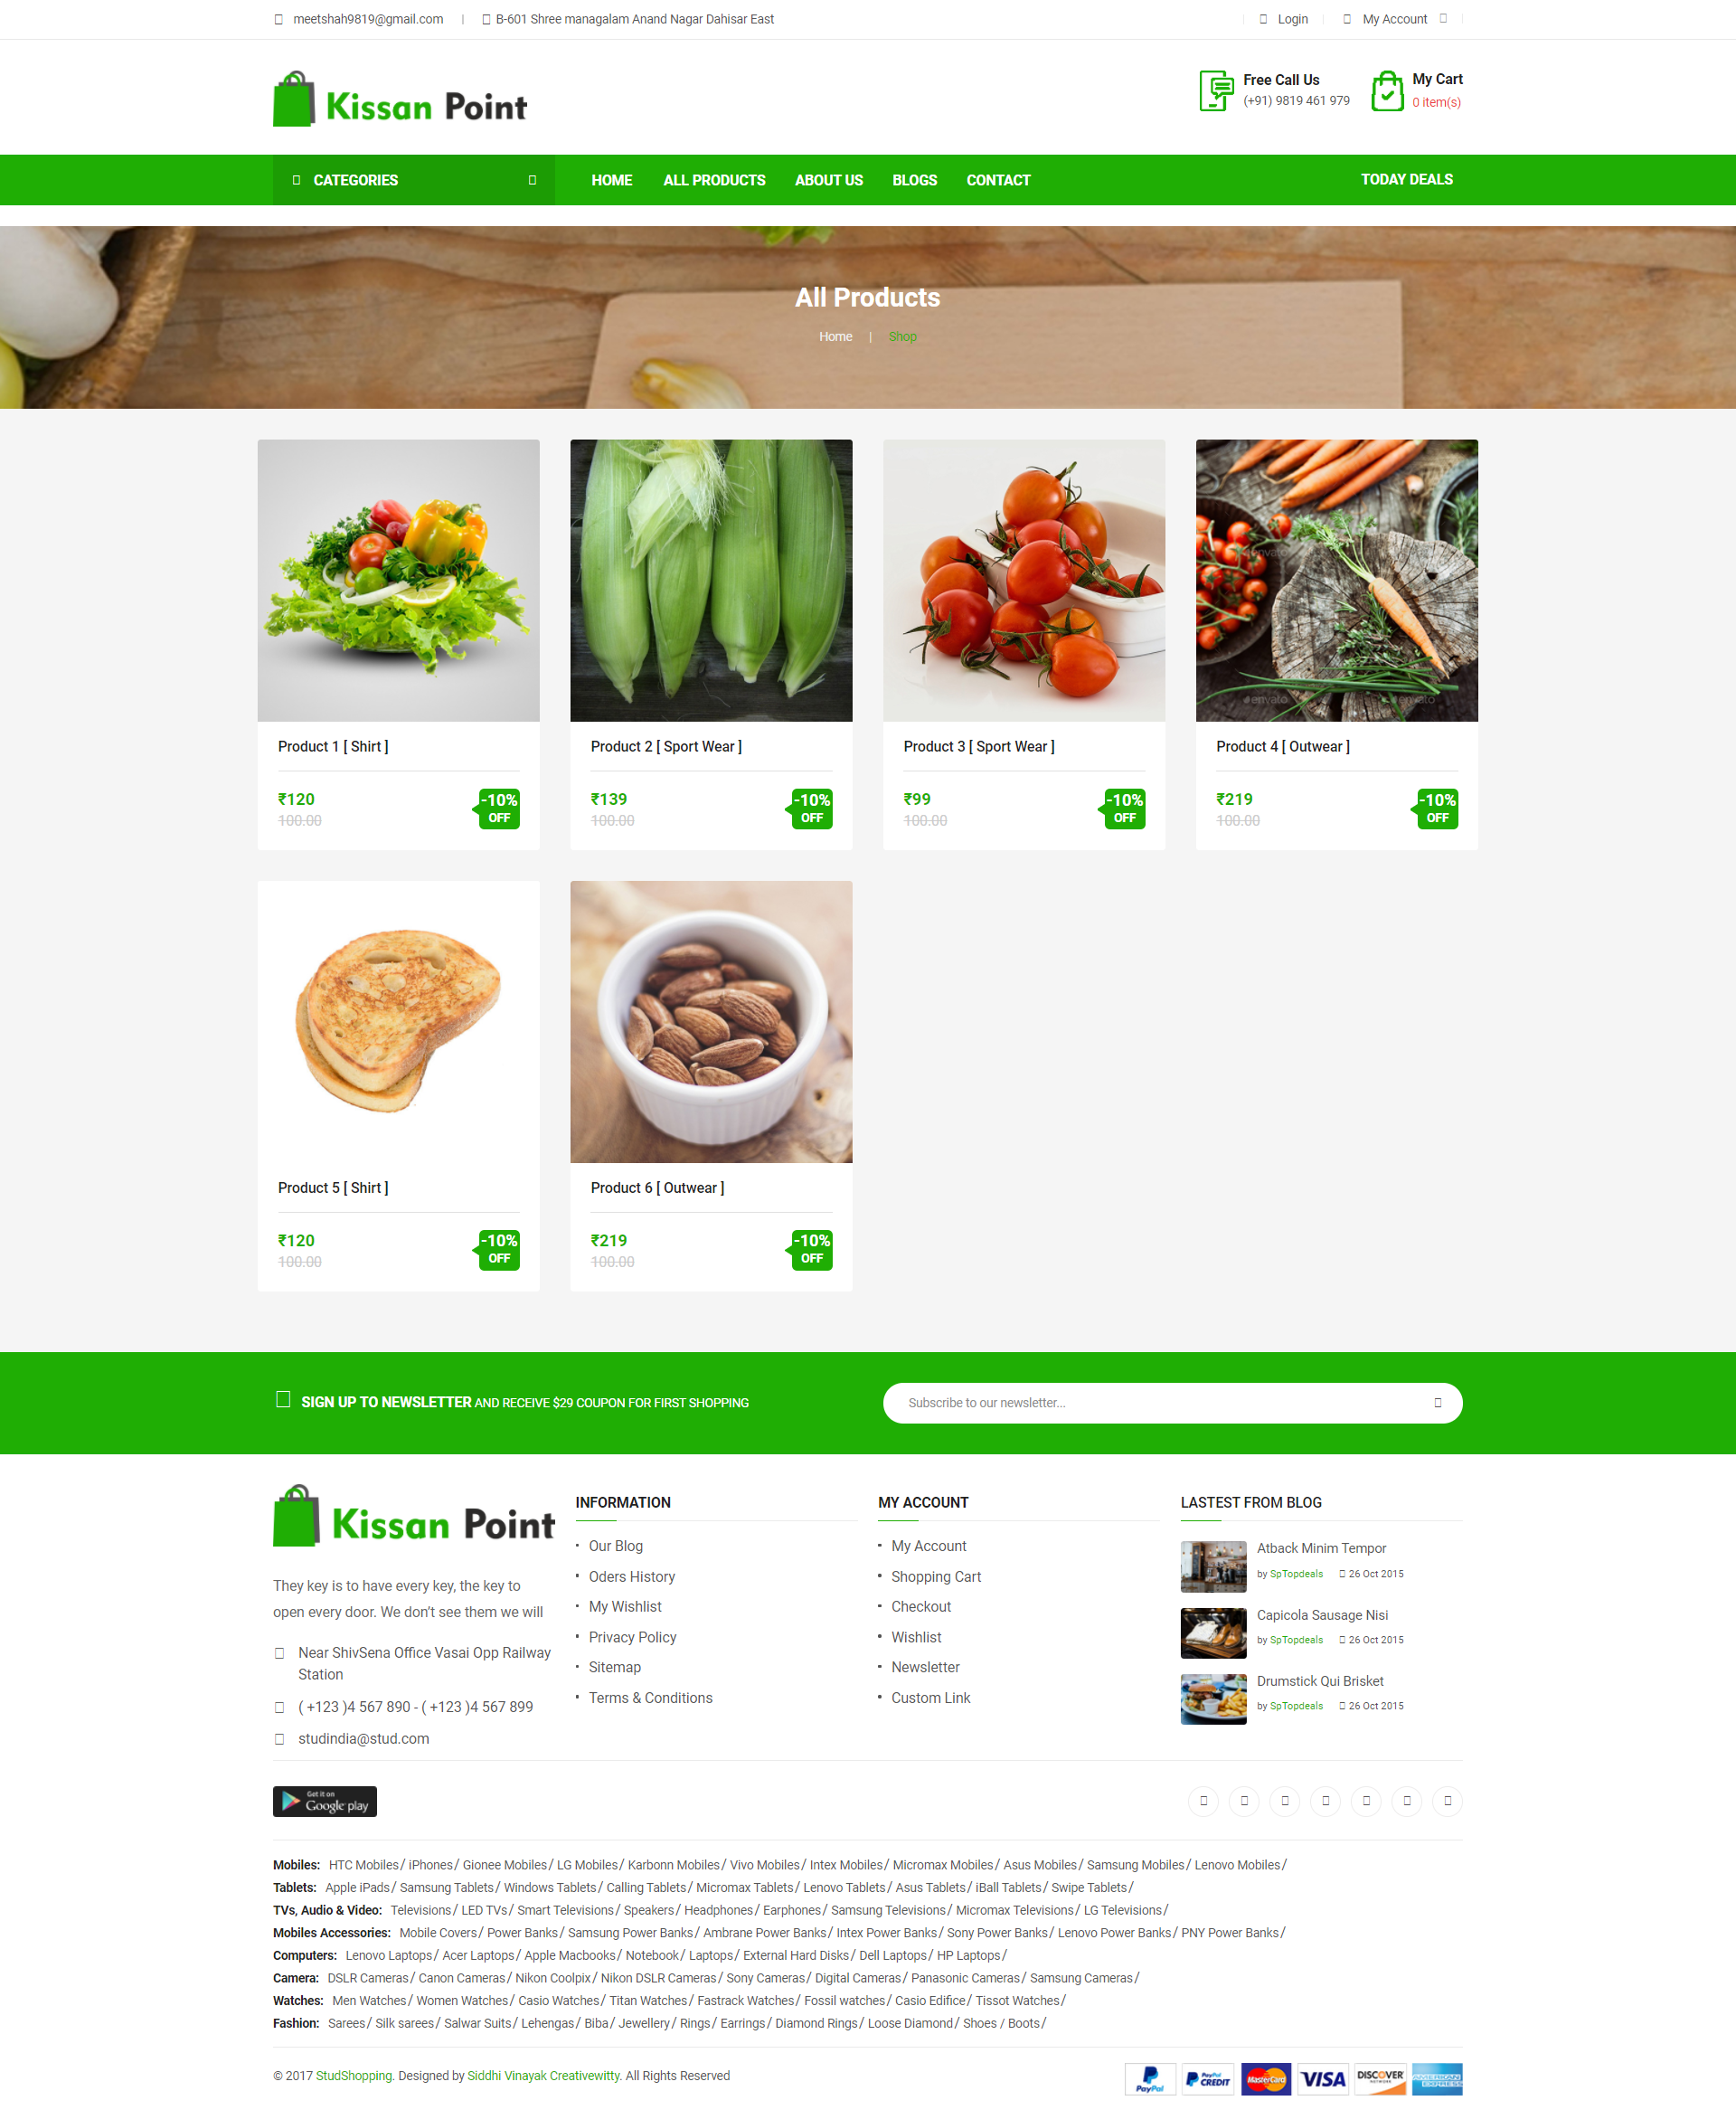 meetshah9819@gmail.com | B-601 Shree managalam Anand Nagar Dahisar East Login My Account
Kissan Point
Free Call Us
(+91) 9819 461 979
My Cart
0 item(s)
CATEGORIES HOME ALL PRODUCTS ABOUT US BLOGS CONTACT TODAY DEALS
All Products
Home | Shop
envato
envato
envato
Product 1 [ Shirt ]
₹120
100.00
-10%
OFF
Product 2 [ Sport Wear ]
₹139
100.00
-10%
OFF
Product 3 [ Sport Wear ]
₹99
100.00
-10%
OFF
Product 4 [ Outwear ]
₹219
100.00
-10%
OFF
Product 5 [ Shirt ]
₹120
100.00
-10%
OFF
Product 6 [ Outwear ]
₹219
100.00
-10%
OFF
SIGN UP TO NEWSLETTER AND RECEIVE $29 COUPON FOR FIRST SHOPPING
Subscribe to our newsletter...
Kissan Point
They key is to have every key, the key to
open every door. We don't see them we will
Near ShivSena Office Vasai Opp Railway
Station
( +123 )4 567 890 - ( +123 )4 567 899
studindia@stud.com
INFORMATION
Our Blog
Oders History
My Wishlist
Privacy Policy
Sitemap
Terms & Conditions
MY ACCOUNT
My Account
Shopping Cart
Checkout
Wishlist
Newsletter
Custom Link
LASTEST FROM BLOG
Atback Minim Tempor
by SpTopdeals 26 Oct 2015
Capicola Sausage Nisi
by SpTopdeals 26 Oct 2015
Drumstick Qui Brisket
by SpTopdeals 26 Oct 2015
Get it on
Google play
Mobiles: HTC Mobiles/ iPhones/ Gionee Mobiles/ LG Mobiles/ Karbonn Mobiles/ Vivo Mobiles/ Intex Mobiles/ Micromax Mobiles/ Asus Mobiles/ Samsung Mobiles/ Lenovo Mobiles/
Tablets: Apple iPads/ Samsung Tablets/ Windows Tablets/ Calling Tablets/ Micromax Tablets/ Lenovo Tablets/ Asus Tablets/ iBall Tablets/ Swipe Tablets/
TVs, Audio & Video: Televisions/ LED TVs/ Smart Televisions/ Speakers/ Headphones/ Earphones/ Samsung Televisions/ Micromax Televisions/ LG Televisions/
Mobiles Accessories: Mobile Covers/ Power Banks/ Samsung Power Banks/ Ambrane Power Banks/ Intex Power Banks/ Sony Power Banks/ Lenovo Power Banks/ PNY Power Banks/
Computers: Lenovo Laptops/ Acer Laptops/ Apple Macbooks/ Notebook/ Laptops/ External Hard Disks/ Dell Laptops/ HP Laptops/
Camera: DSLR Cameras/ Canon Cameras/ Nikon Coolpix/ Nikon DSLR Cameras/ Sony Cameras/ Digital Cameras/ Panasonic Cameras/ Samsung Cameras/
Watches: Men Watches/ Women Watches/ Casio Watches/ Titan Watches/ Fastrack Watches/ Fossil watches/ Casio Edifice/ Tissot Watches/
Fashion: Sarees/ Silk sarees/ Salwar Suits/ Lehengas/ Biba/ Jewellery/ Rings/ Earrings/ Diamond Rings/ Loose Diamond/ Shoes / Boots/
© 2017 StudShopping. Designed by Siddhi Vinayak Creativewitty. All Rights Reserved
PayPal PayPal CREDIT MasterCard VISA DISCOVER NETWORK AMERICAN EXPRESS